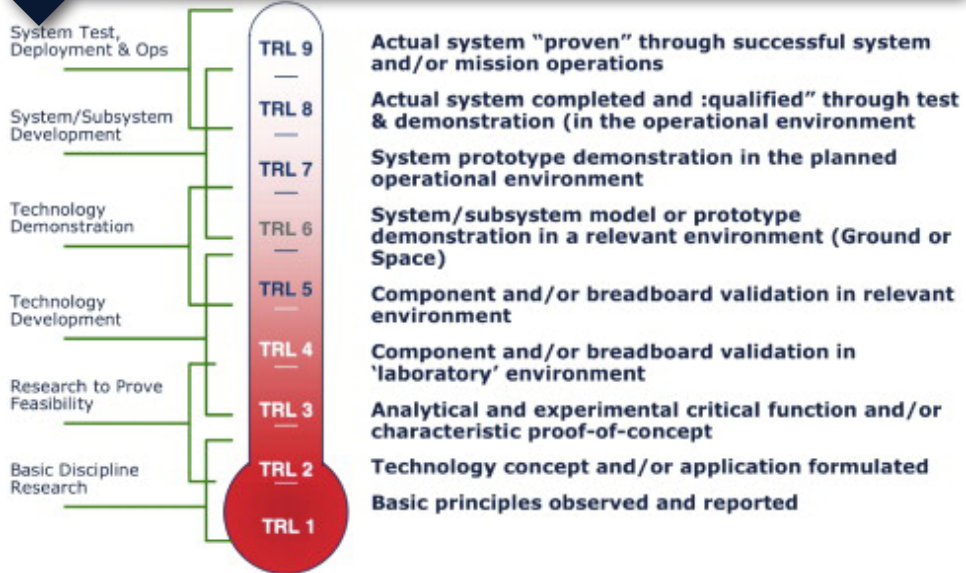 System Test,
Deployment & Ops
TRL 9
Actual system “proven” through successful system
and/or mission operations
System/Subsystem
Development
TRL 8
Actual system completed and :qualified” through test
& demonstration (in the operational environment
TRL 7
System prototype demonstration in the planned
operational environment
Technology
Demonstration
TRL 6
System/subsystem model or prototype
demonstration in a relevant environment (Ground or
Space)
TRL 5
Component and/or breadboard validation in relevant
environment
Technology
Development
TRL 4
Component and/or breadboard validation in
‘laboratory’ environment
Research to Prove
Feasibility
TRL 3
Analytical and experimental critical function and/or
characteristic proof-of-concept
Basic Discipline
Research
TRL 2
Technology concept and/or application formulated
TRL 1
Basic principles observed and reported